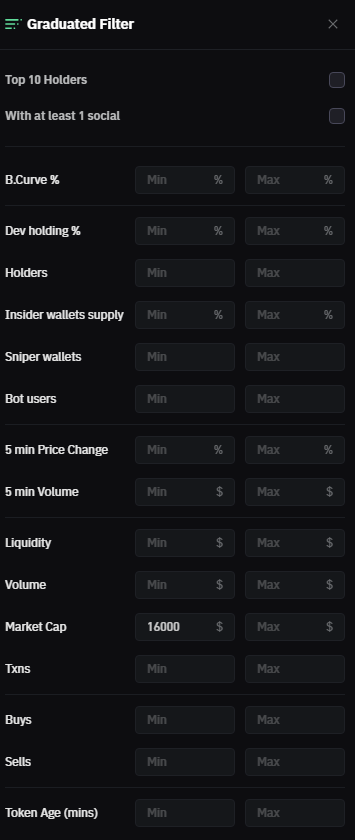 Graduated Filter
Top 10 Holders
With at least 1 social
B.Curve % Min % Max %
Dev holding % Min % Max %
Holders Min Max
Insider wallets supply Min % Max %
Sniper wallets Min Max
Bot users Min Max
5 min Price Change Min % Max %
5 min Volume Min $ Max $
Liquidity Min $ Max $
Volume Min $ Max $
Market Cap 16000 $ Max $
Txns Min Max
Buys Min Max
Sells Min Max
Token Age (mins) Min Max